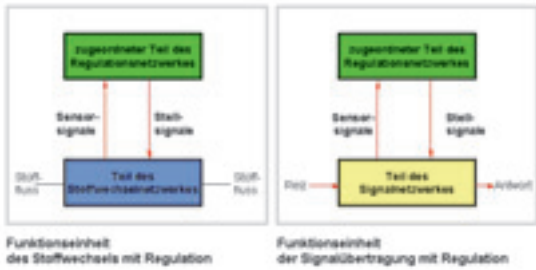 zugeordneter Teil des
Regulationsnetzwerkes
Sensor-
signale
Stell-
signale
Stoff-
fluss
Teil des
Stoffwechselnetzwerkes
Stoff-
fluss
Funktionseinheit
des Stoffwechsels mit Regulation
zugeordneter Teil des
Regulationsnetzwerkes
Sensor-
signale
Stell-
signale
Reiz
Teil des
Signalnetzwerkes
Antwort
Funktionseinheit
der Signalübertragung mit Regulation